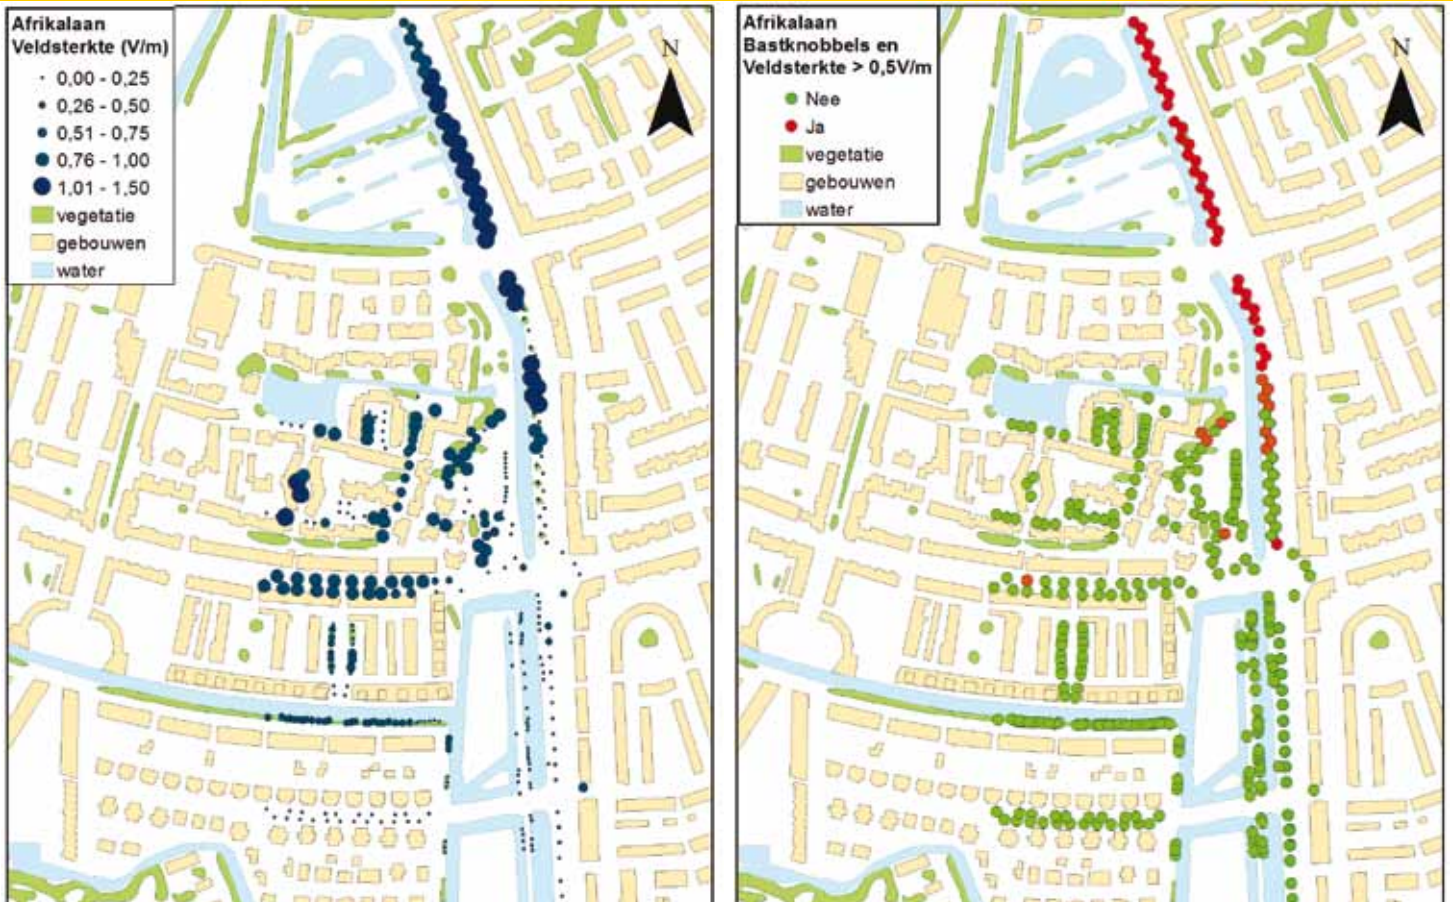 Afrikalaan
Veldsterkte (V/m)
0,00 - 0,25
0,26 - 0,50
0,51 - 0,75
0,76 - 1,00
1,01 - 1,50
vegetatie
gebouwen
water
N
Afrikalaan
Bastknobbels en
Veldsterkte > 0,5V/m
Nee
Ja
vegetatie
gebouwen
water
N